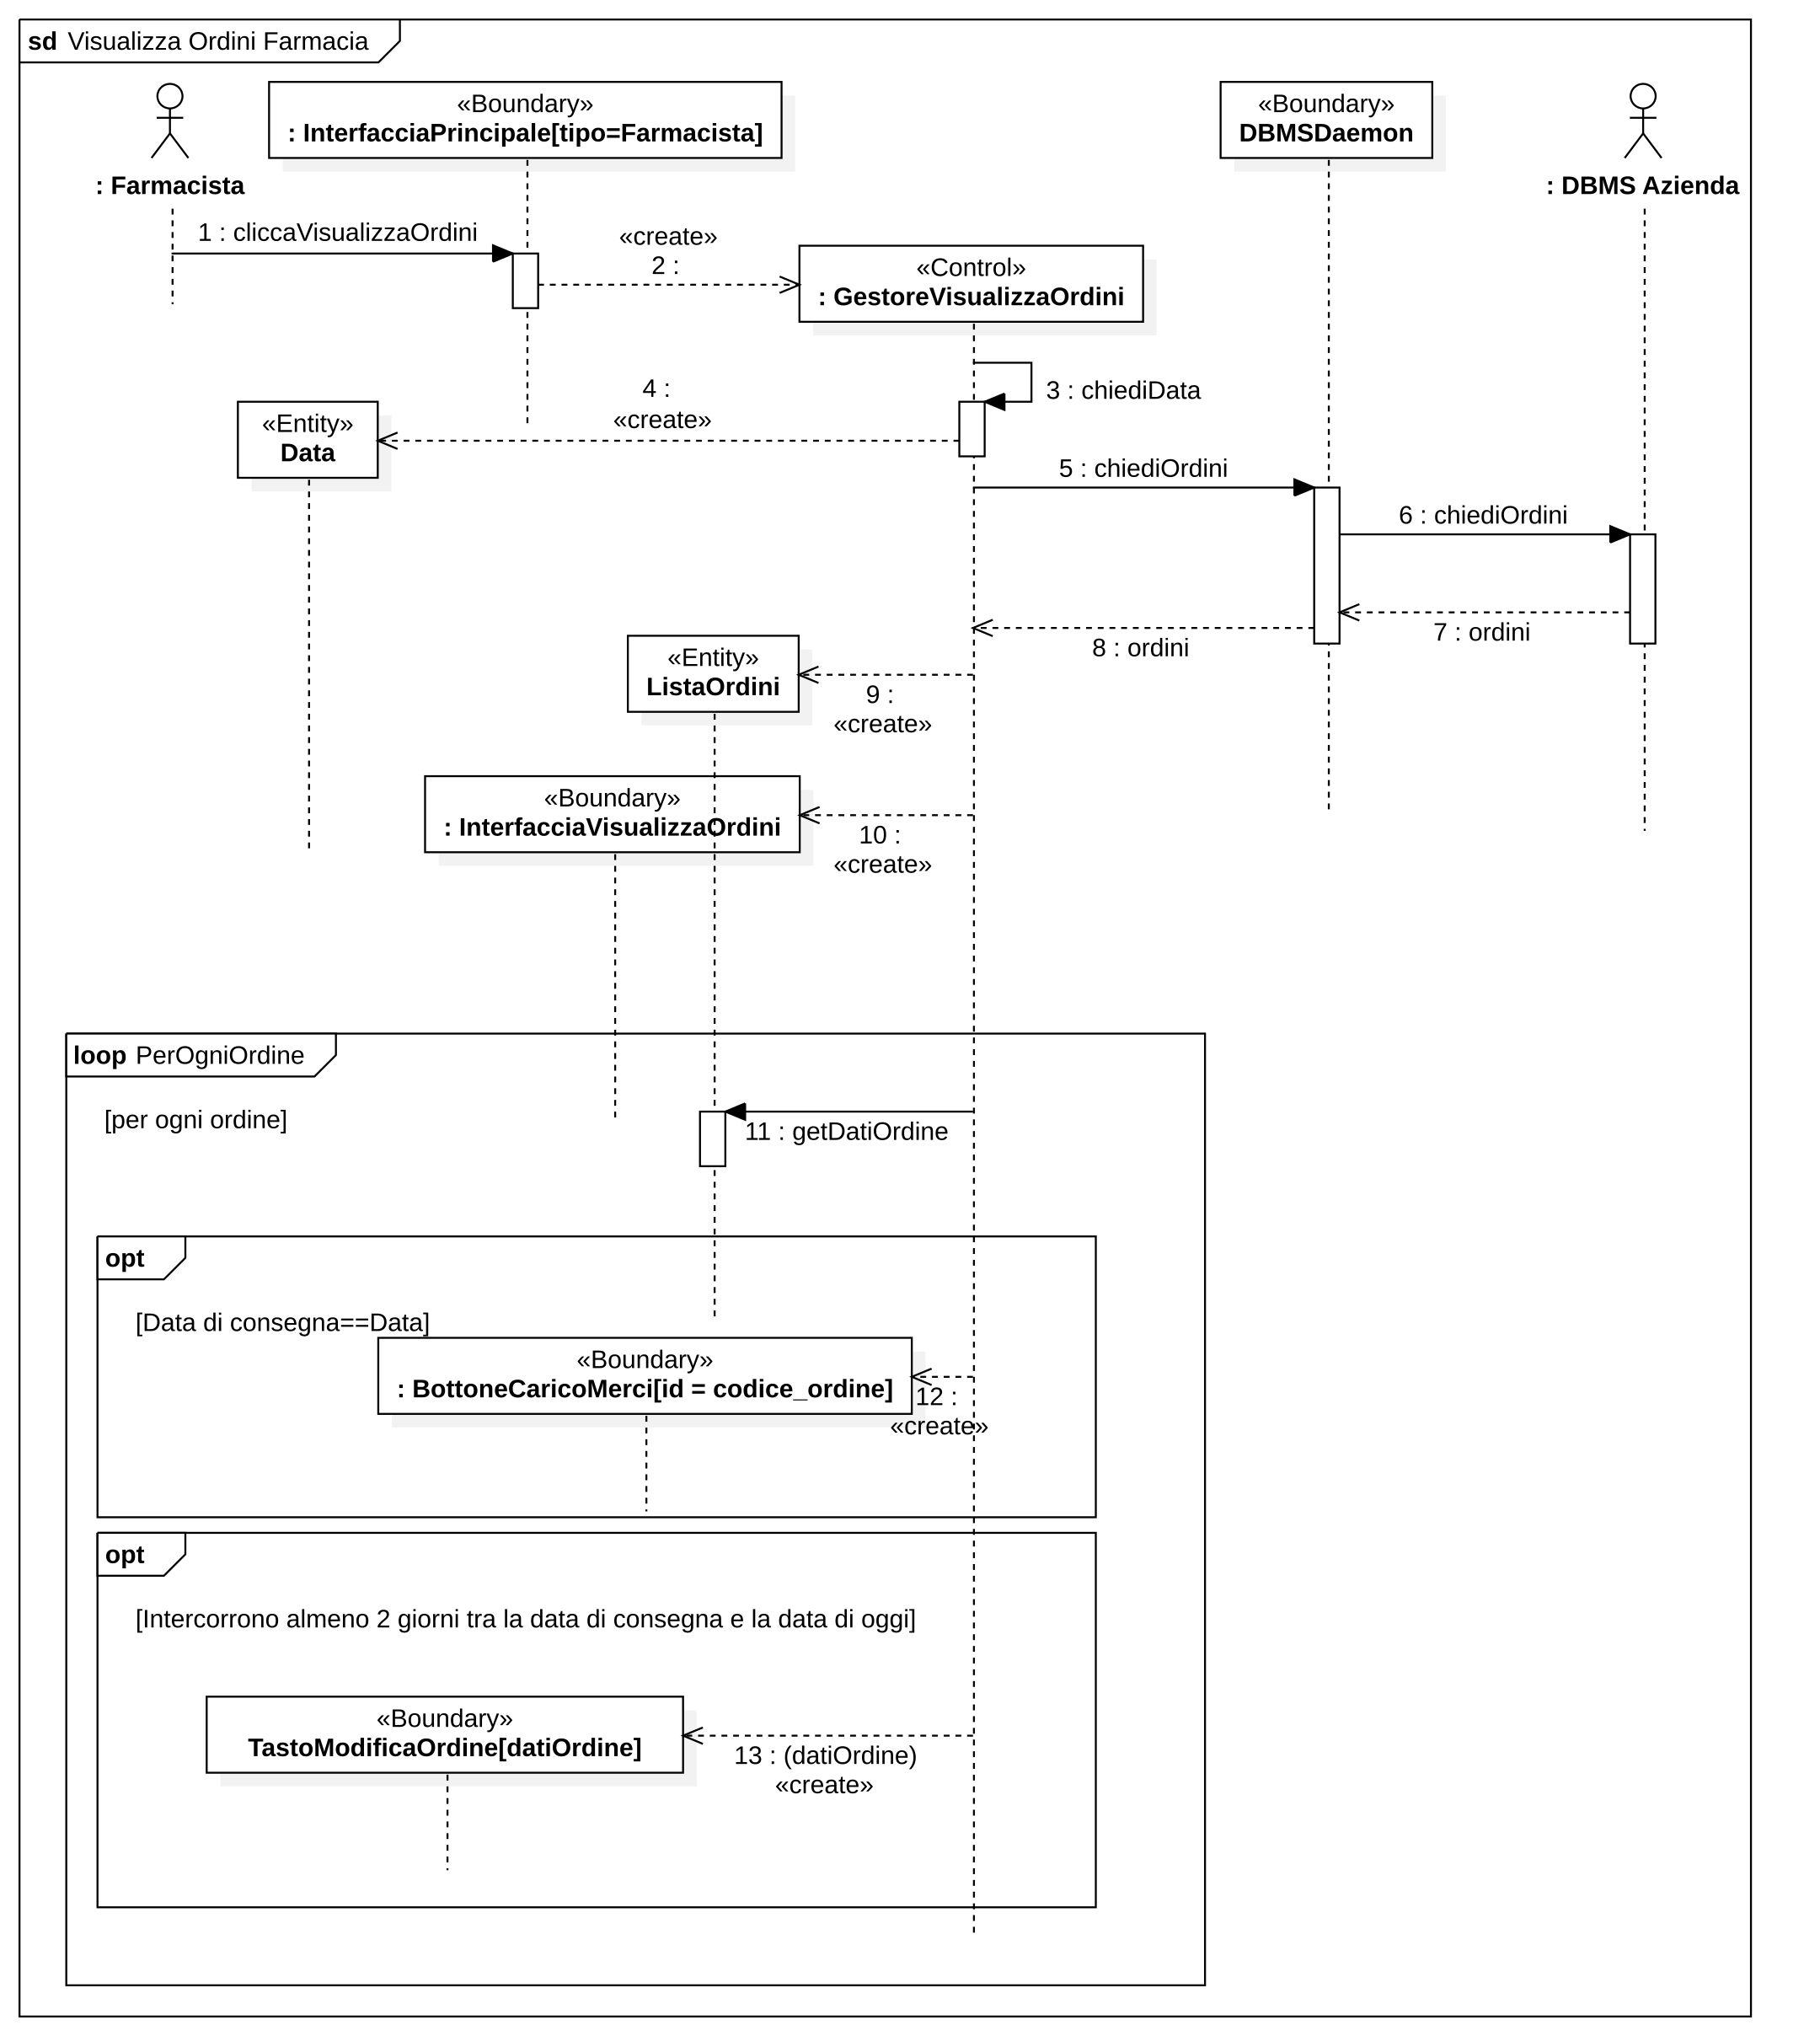 sd Visualizza Ordini Farmacia
«Boundary»
: InterfacciaPrincipale[tipo=Farmacista]
«Boundary»
DBMSDaemon
: Farmacista
: DBMS Azienda
1 : cliccaVisualizzaOrdini
«create»
2 :
«Control»
: GestoreVisualizzaOrdini
3 : chiediData
4 :
«create»
«Entity»
Data
5 : chiediOrdini
6 : chiediOrdini
7 : ordini
8 : ordini
«Entity»
ListaOrdini
9 :
«create»
«Boundary»
: InterfacciaVisualizzaOrdini
10 :
«create»
loop PerOgniOrdine
[per ogni ordine]
11 : getDatiOrdine
opt
[Data di consegna==Data]
«Boundary»
: BottoneCaricoMerci[id = codice_ordine]
12 :
«create»
opt
[Intercorrono almeno 2 giorni tra la data di consegna e la data di oggi]
«Boundary»
TastoModificaOrdine[datiOrdine]
13 : (datiOrdine)
«create»